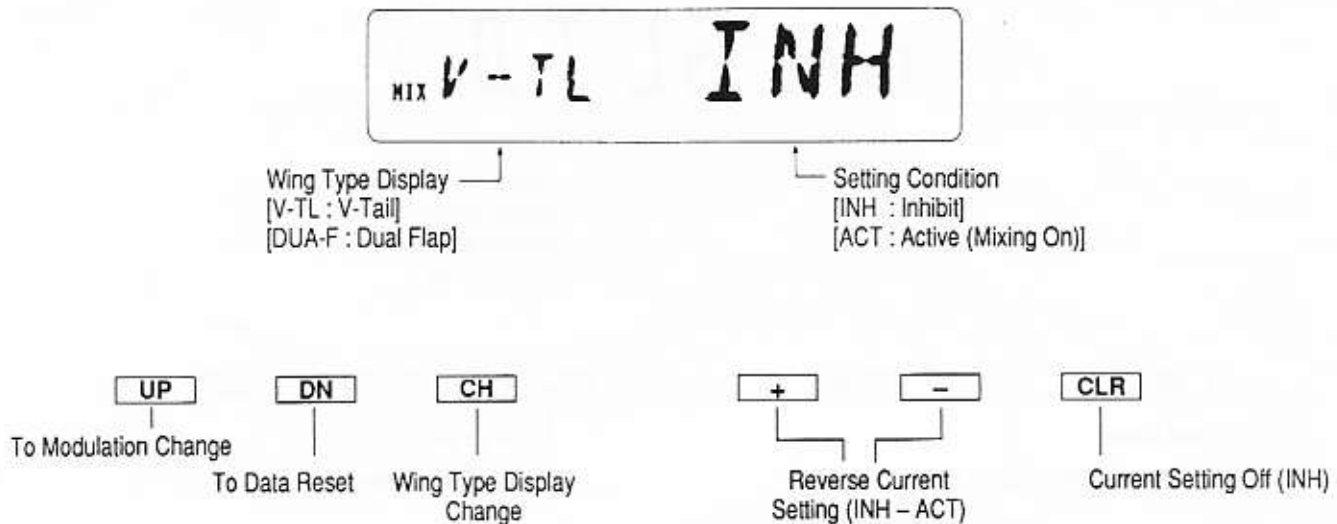 MIX V-TL INH
Wing Type Display
[V-TL : V-Tail]
[DUA-F : Dual Flap]
Setting Condition
[INH : Inhibit]
[ACT : Active (Mixing On)]
UP DN CH + − CLR
To Modulation Change
To Data Reset
Wing Type Display
Change
Reverse Current
Setting (INH – ACT)
Current Setting Off (INH)